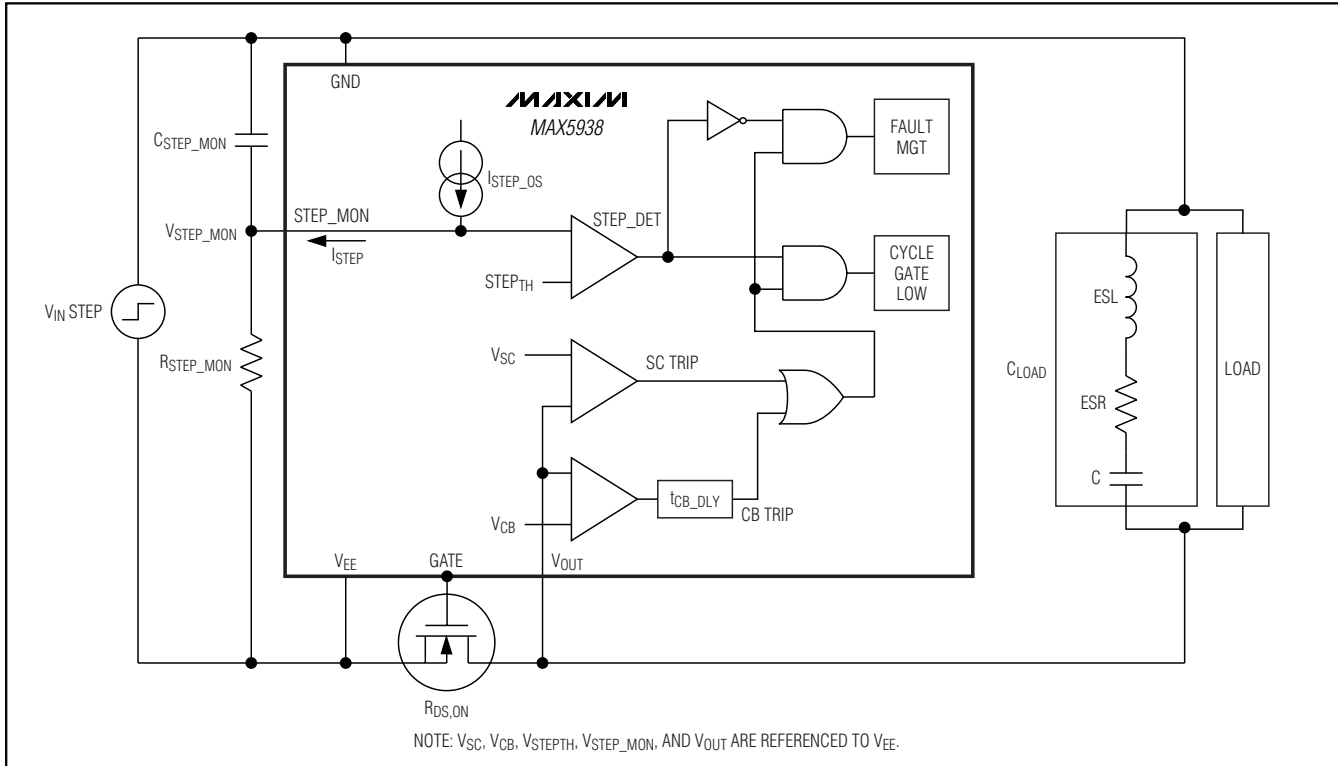 GND
MAXIM
MAX5938
CSTEP_MON
ISTEP_OS
FAULT
MGT
STEP_MON
VSTEP_MON
ISTEP
STEP_DET
STEPTH
CYCLE
GATE
LOW
VIN STEP
RSTEP_MON
VSC
SC TRIP
CLOAD
ESL
ESR
C
LOAD
VCB
tCB_DLY
CB TRIP
VEE
GATE
VOUT
RDS,ON
NOTE: VSC, VCB, VSTEPTH, VSTEP_MON, AND VOUT ARE REFERENCED TO VEE.